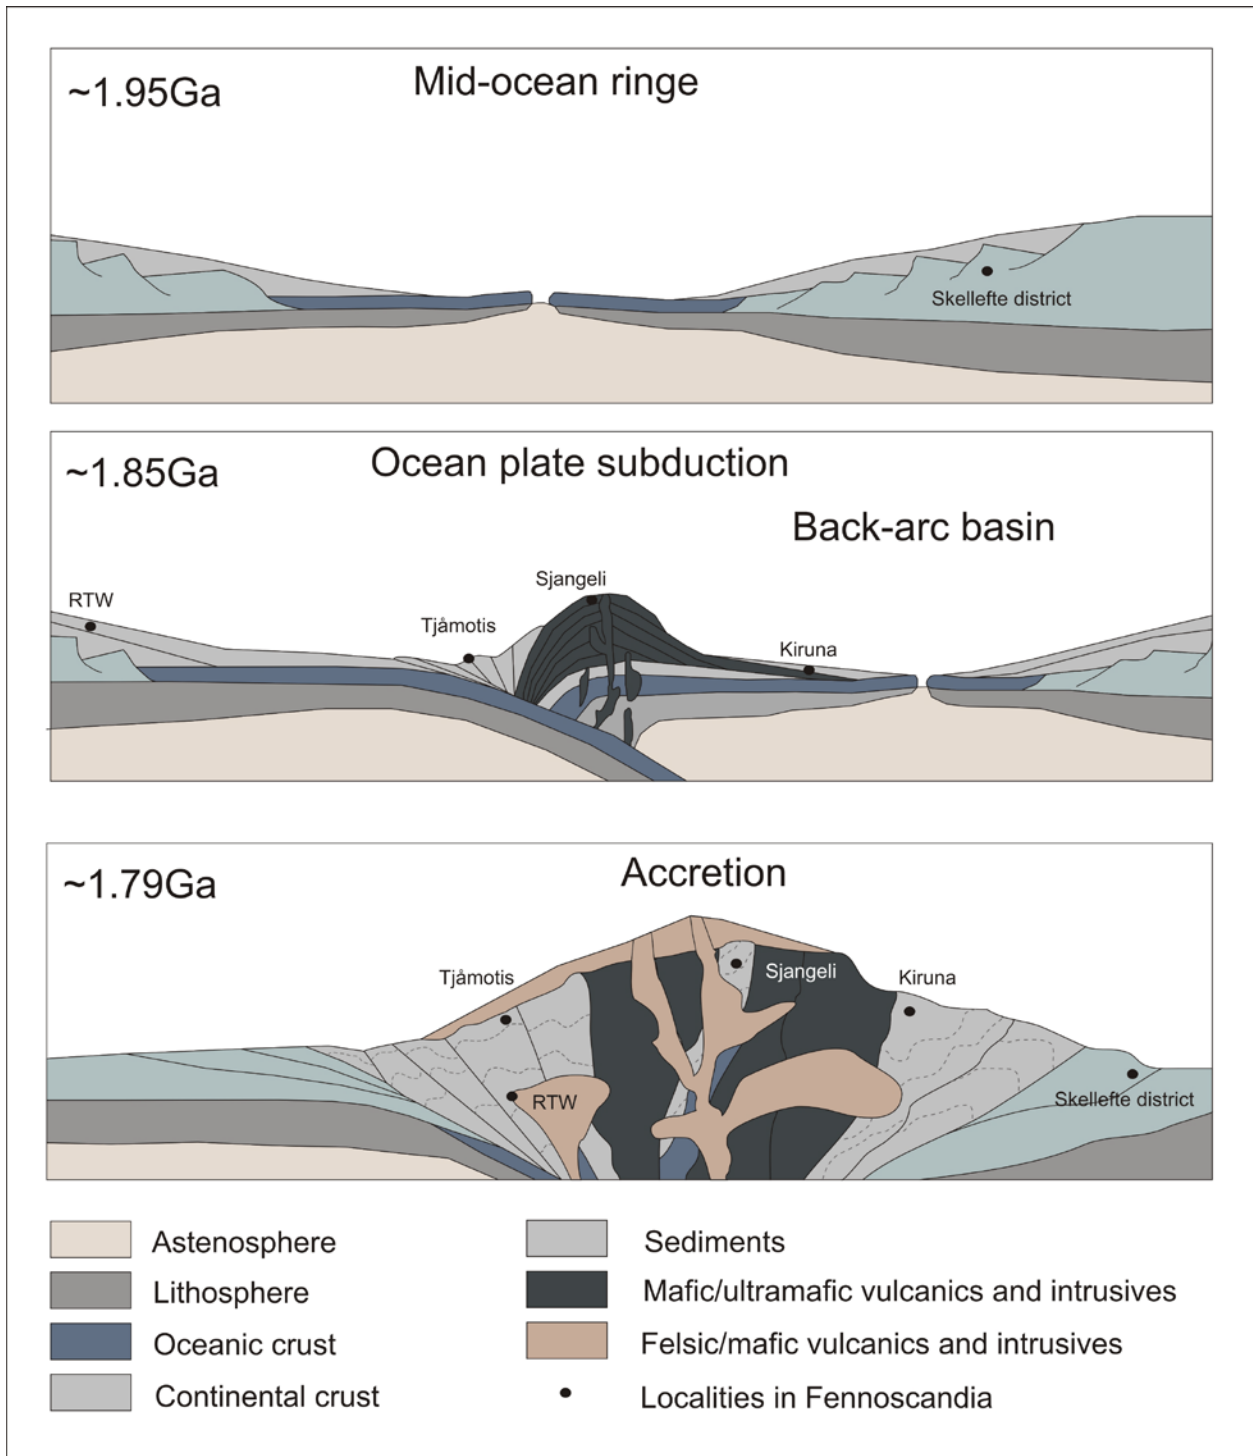 ~1.95Ga
Mid-ocean ringe
Skellefte district
~1.85Ga
Ocean plate subduction
Back-arc basin
RTW
Tjåmotis
Sjangeli
Kiruna
~1.79Ga
Accretion
Tjåmotis
Sjangeli
Kiruna
RTW
Skellefte district
Astenosphere
Lithosphere
Oceanic crust
Continental crust
Sediments
Mafic/ultramafic vulcanics and intrusives
Felsic/mafic vulcanics and intrusives
Localities in Fennoscandia